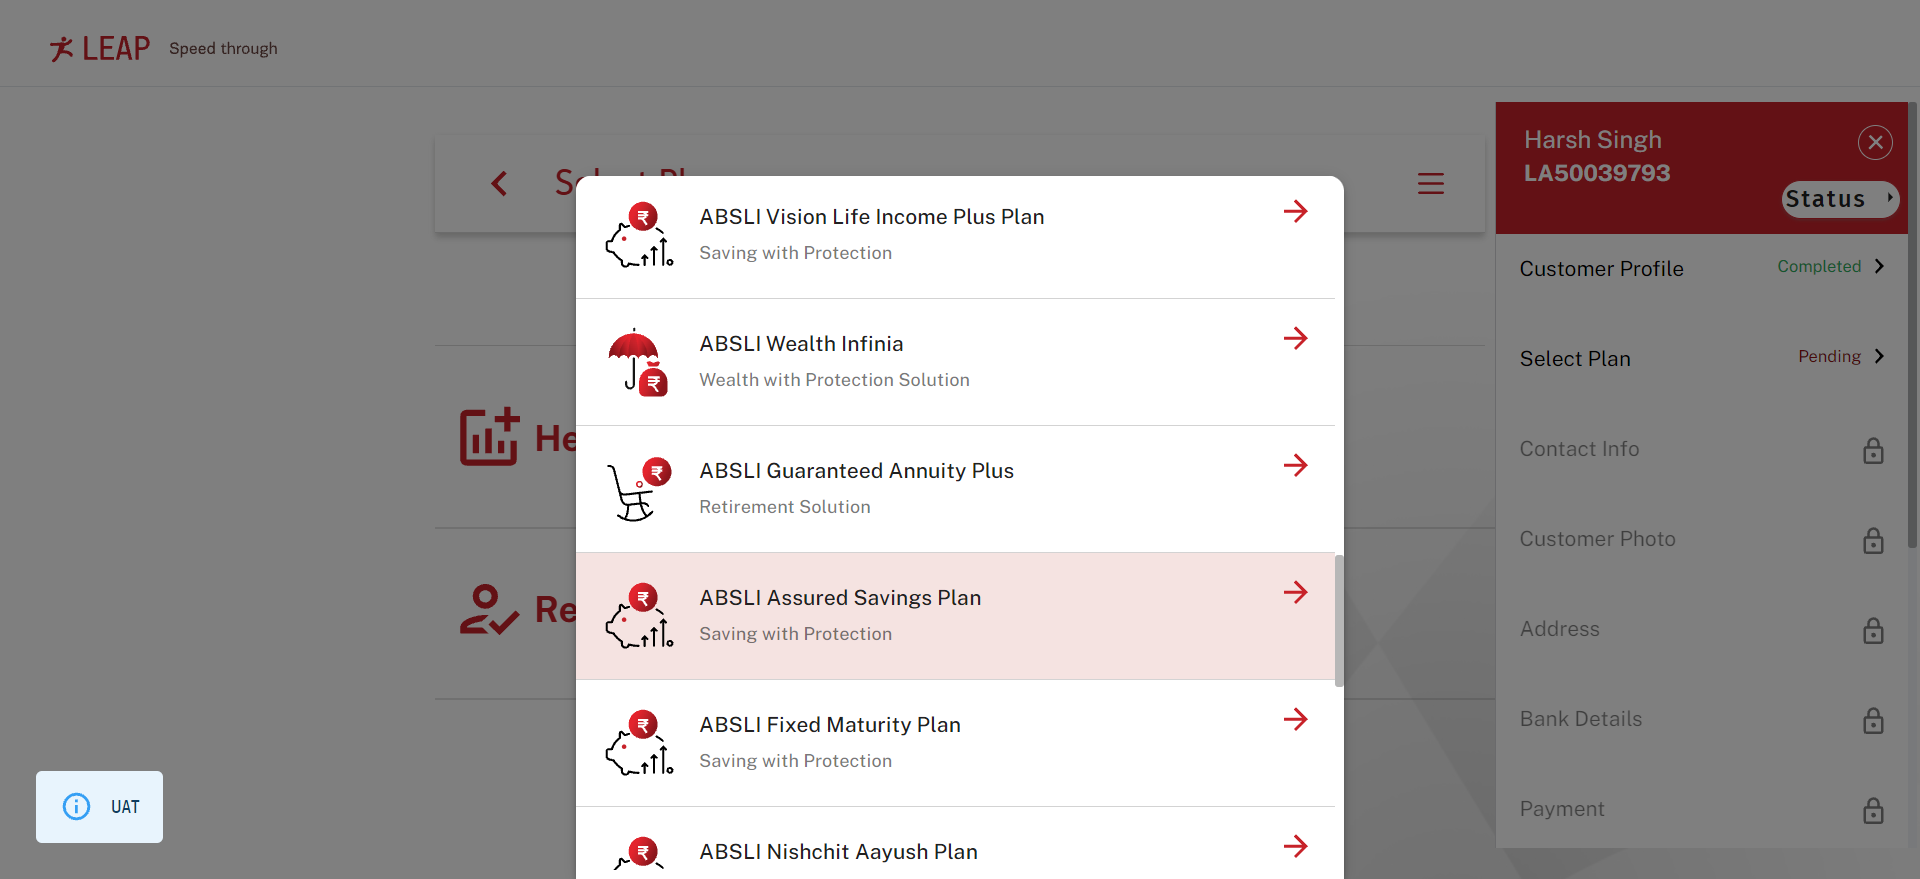 LEAP Speed through
Select Pl
He
Re
ABSLI Vision Life Income Plus Plan
Saving with Protection
ABSLI Wealth Infinia
Wealth with Protection Solution
ABSLI Guaranteed Annuity Plus
Retirement Solution
ABSLI Assured Savings Plan
Saving with Protection
ABSLI Fixed Maturity Plan
Saving with Protection
ABSLI Nishchit Aayush Plan
Harsh Singh
LA50039793
Status
Customer Profile Completed
Select Plan Pending
Contact Info
Customer Photo
Address
Bank Details
Payment
UAT